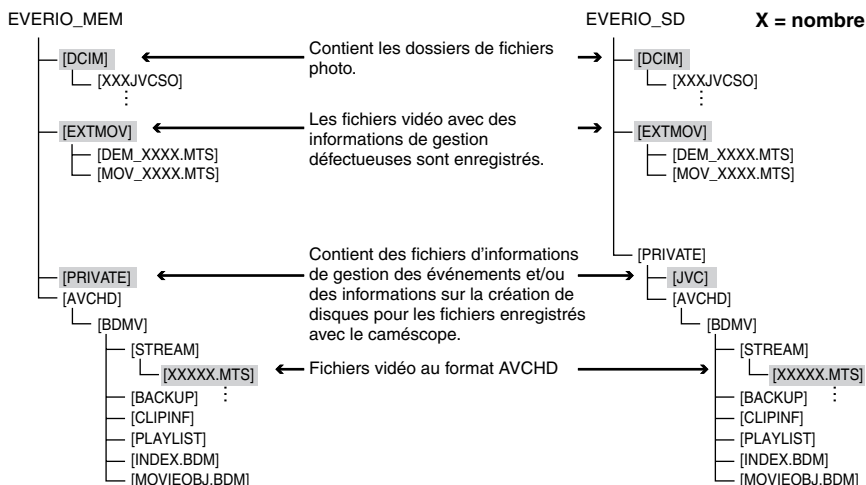 EVERIO_MEM
[DCIM]
[XXXJVCSO]
[EXTMOV]
[DEM_XXXX.MTS]
[MOV_XXXX.MTS]
[PRIVATE]
[AVCHD]
[BDMV]
[STREAM]
[XXXXX.MTS]
[BACKUP]
[CLIPINF]
[PLAYLIST]
[INDEX.BDM]
[MOVIEOBJ.BDM]
Contient les dossiers de fichiers
photo.
Les fichiers vidéo avec des
informations de gestion
défectueuses sont enregistrés.
Contient des fichiers d’informations
de gestion des événements et/ou
des informations sur la création de
disques pour les fichiers enregistrés
avec le caméscope.
Fichiers vidéo au format AVCHD
EVERIO_SD
X = nombre
[DCIM]
[XXXJVCSO]
[EXTMOV]
[DEM_XXXX.MTS]
[MOV_XXXX.MTS]
[PRIVATE]
[JVC]
[AVCHD]
[BDMV]
[STREAM]
[XXXXX.MTS]
[BACKUP]
[CLIPINF]
[PLAYLIST]
[INDEX.BDM]
[MOVIEOBJ.BDM]